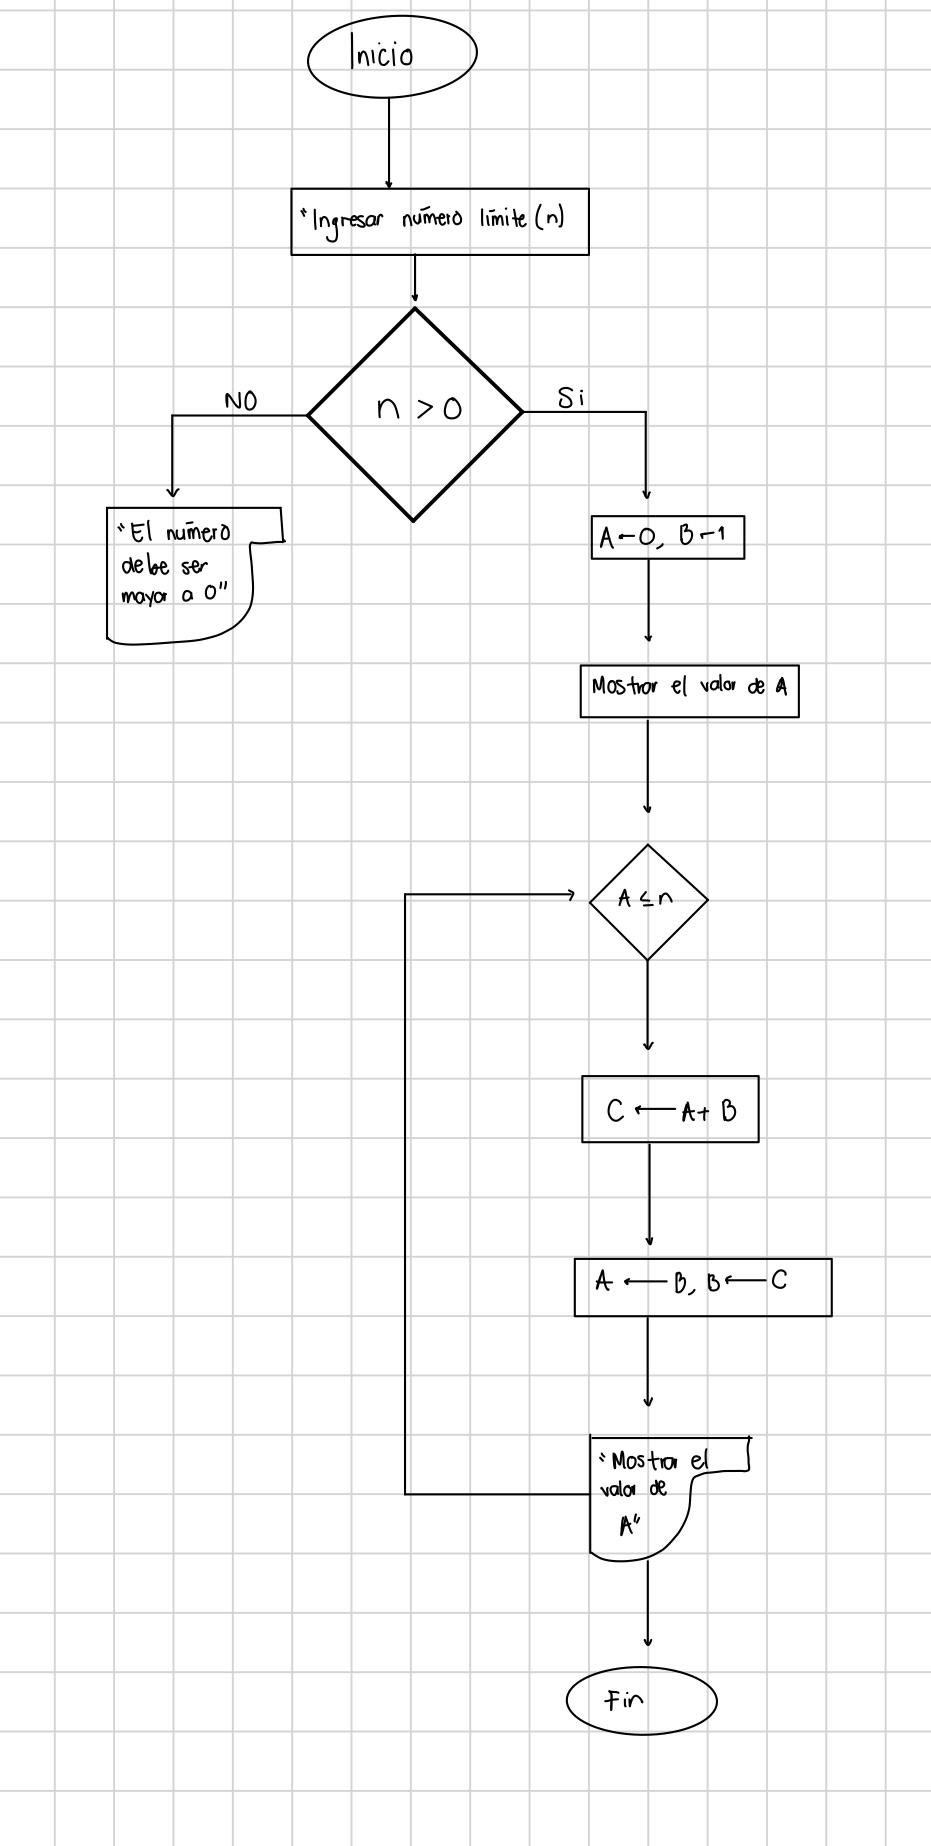 Inicio
"Ingresar número límite (n)
n > 0
NO
Si
"El número
debe ser
mayor a 0"
A ← 0, B ← 1
Mostrar el valor de A
A ≤ n
C ← A + B
A ← B, B ← C
"Mostrar el
valor de
A"
Fin